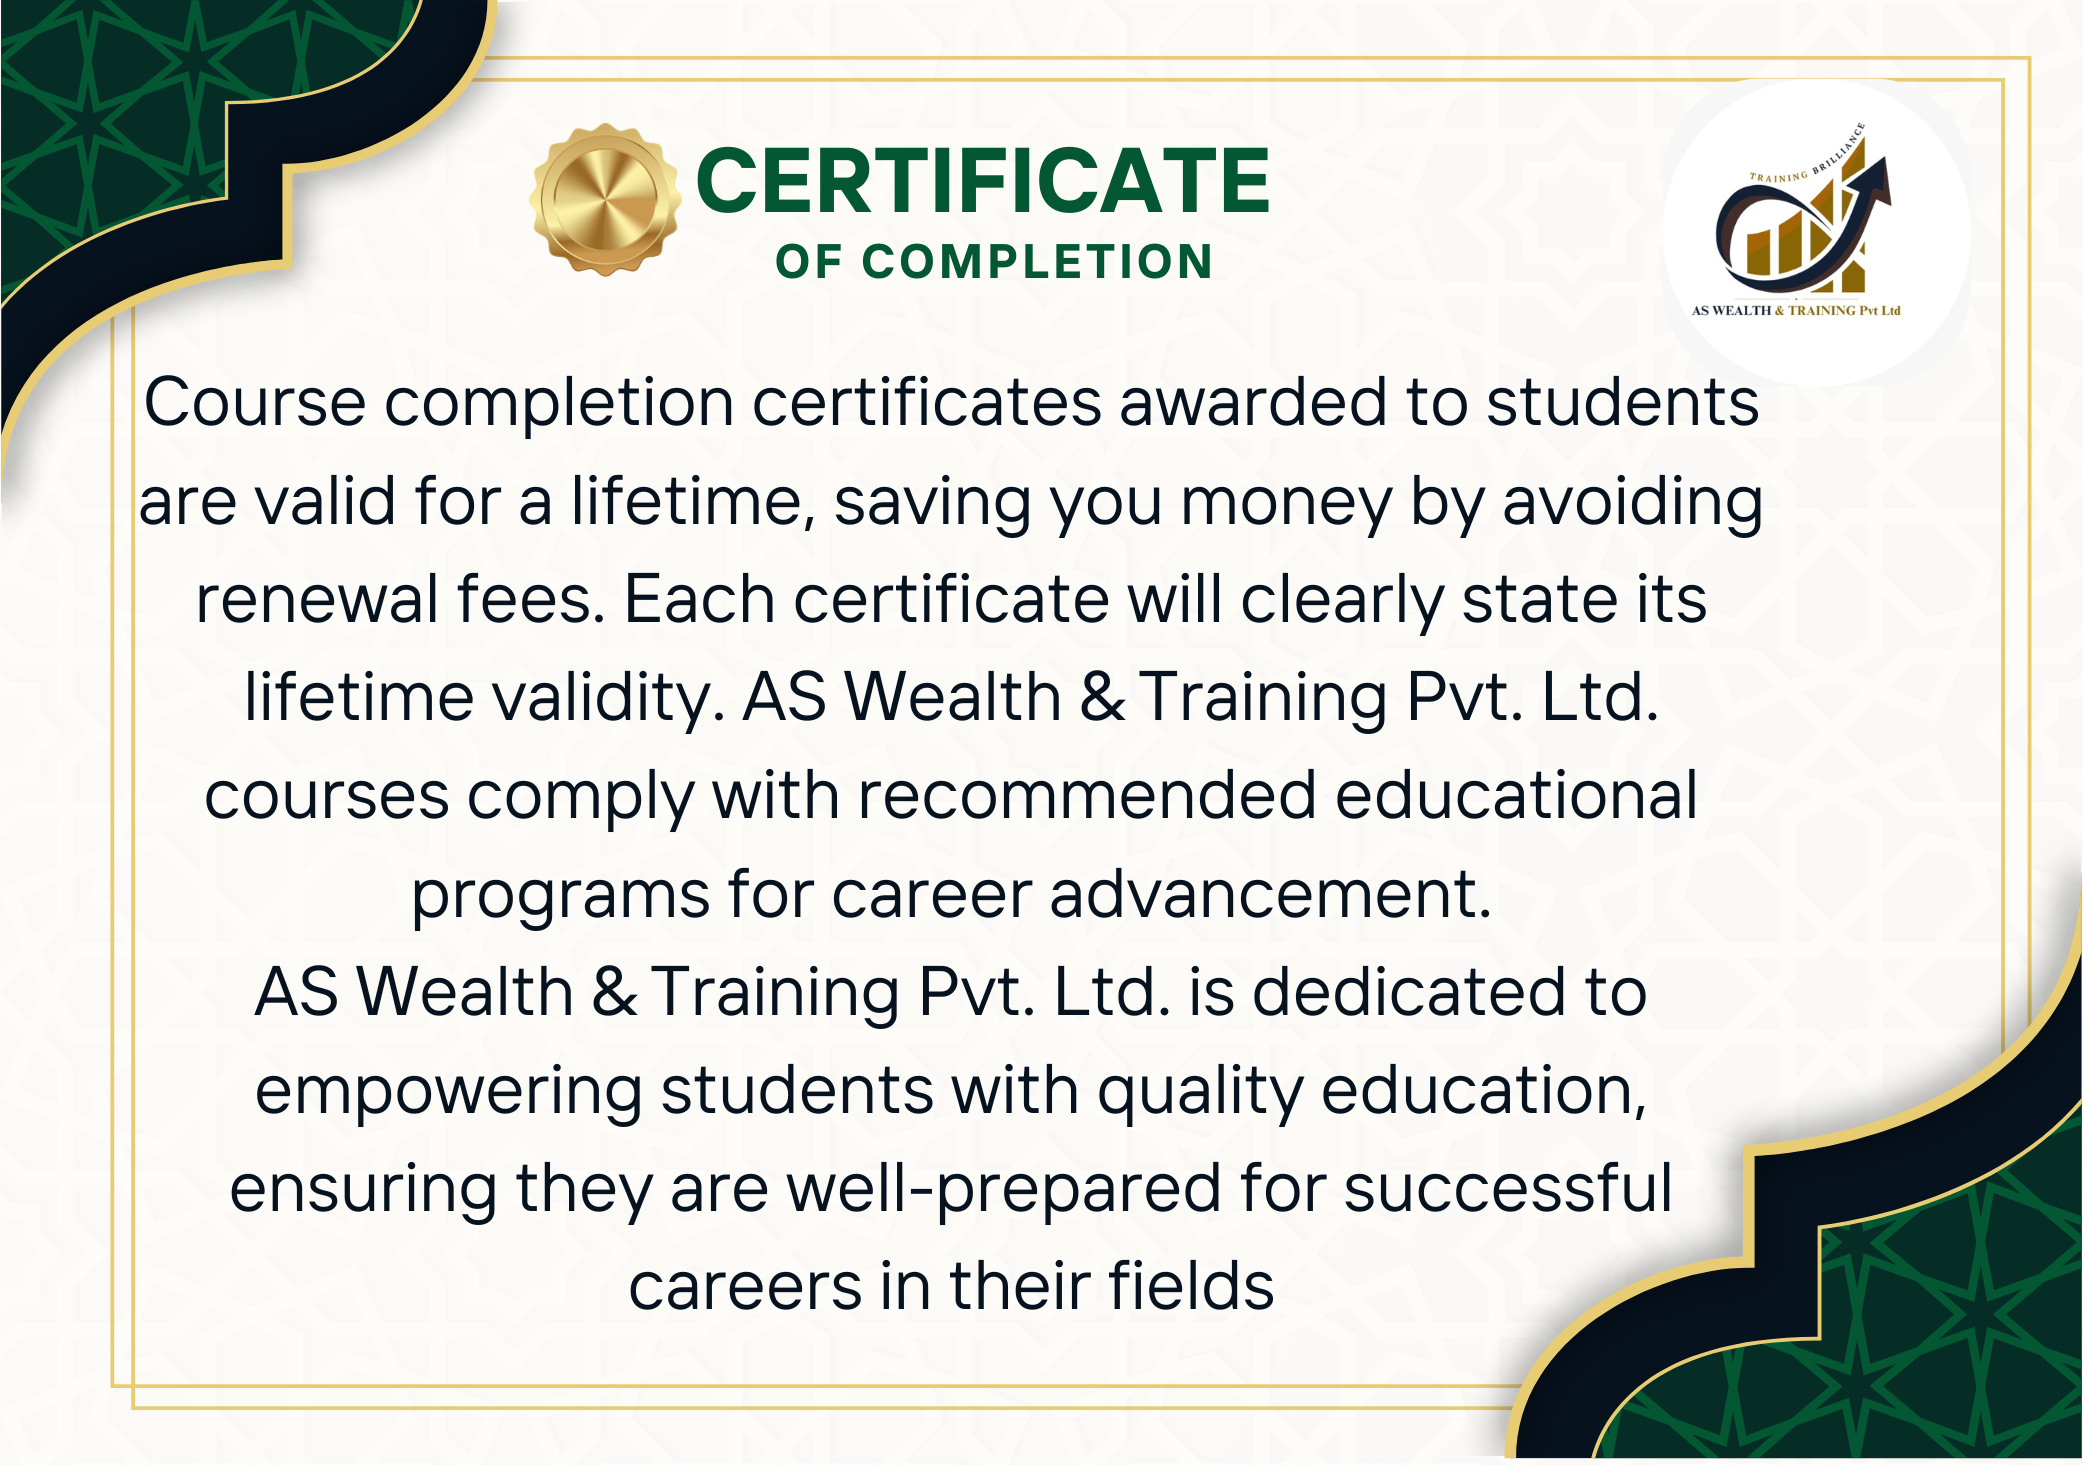 CERTIFICATE
OF COMPLETION
TRAINING BRILLIANCE
AS WEALTH & TRAINING Pvt Ltd
Course completion certificates awarded to students
are valid for a lifetime, saving you money by avoiding
renewal fees. Each certificate will clearly state its
lifetime validity. AS Wealth & Training Pvt. Ltd.
courses comply with recommended educational
programs for career advancement.
AS Wealth & Training Pvt. Ltd. is dedicated to
empowering students with quality education,
ensuring they are well-prepared for successful
careers in their fields